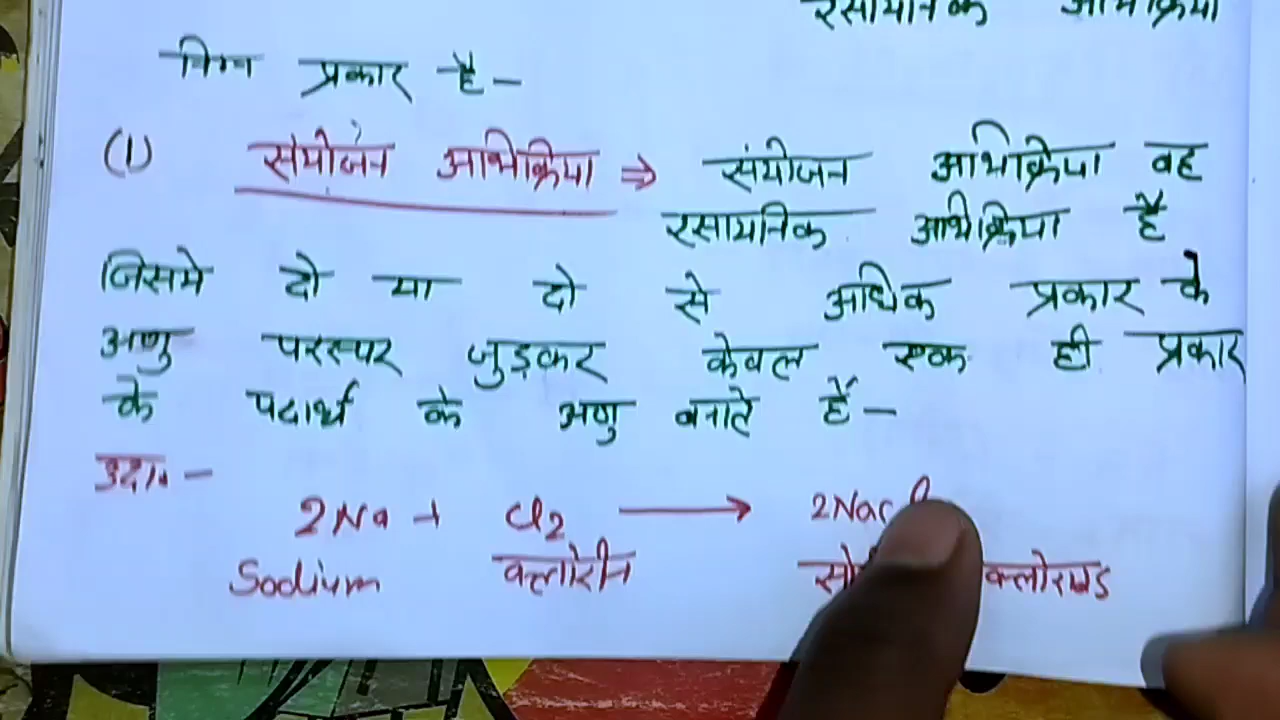 रसायनिक अभिक्रिया
निम्न प्रकार है-
(1) संयोजन अभिक्रिया ⇒ संयोजन अभिक्रिया वह
रसायनिक अभिक्रिया है
जिसमे दो या दो से अधिक प्रकार के
अणु परस्पर जुड़कर केवल एक ही प्रकार
के पदार्थ के अणु बनाते हैं-
उदा०-
2Na + Cl2 ⟶ 2NaCl
Sodium क्लोरीन क्लोराइड